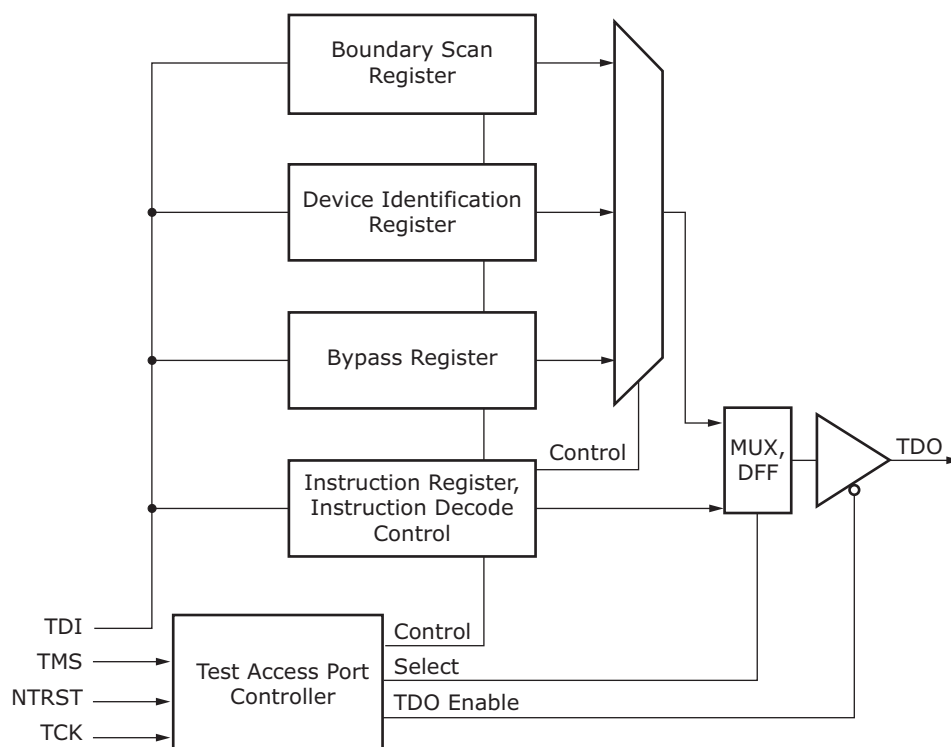 Boundary Scan
Register
Device Identification
Register
Bypass Register
Control
Instruction Register,
Instruction Decode
Control
MUX,
DFF
TDO
TDI
TMS
NTRST
TCK
Test Access Port
Controller
Control
Select
TDO Enable